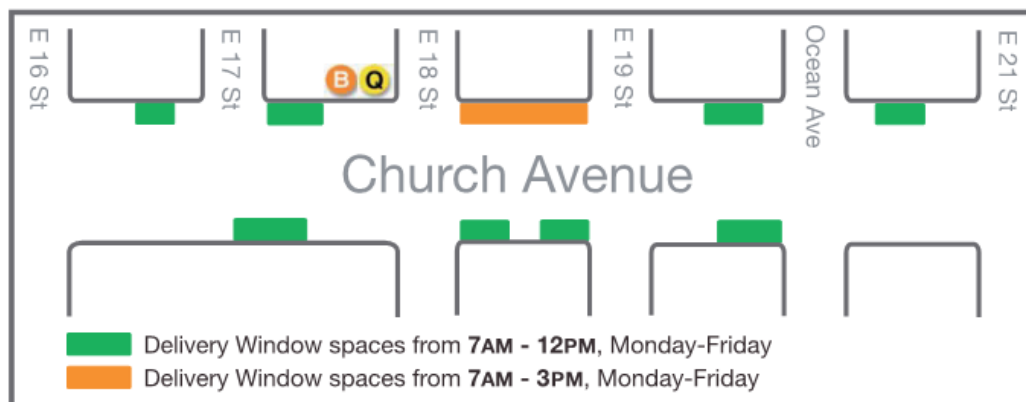 E 16 St
E 17 St
B Q
E 18 St
E 19 St
Ocean Ave
E 21 St
Church Avenue
Delivery Window spaces from 7AM - 12PM, Monday-Friday
Delivery Window spaces from 7AM - 3PM, Monday-Friday